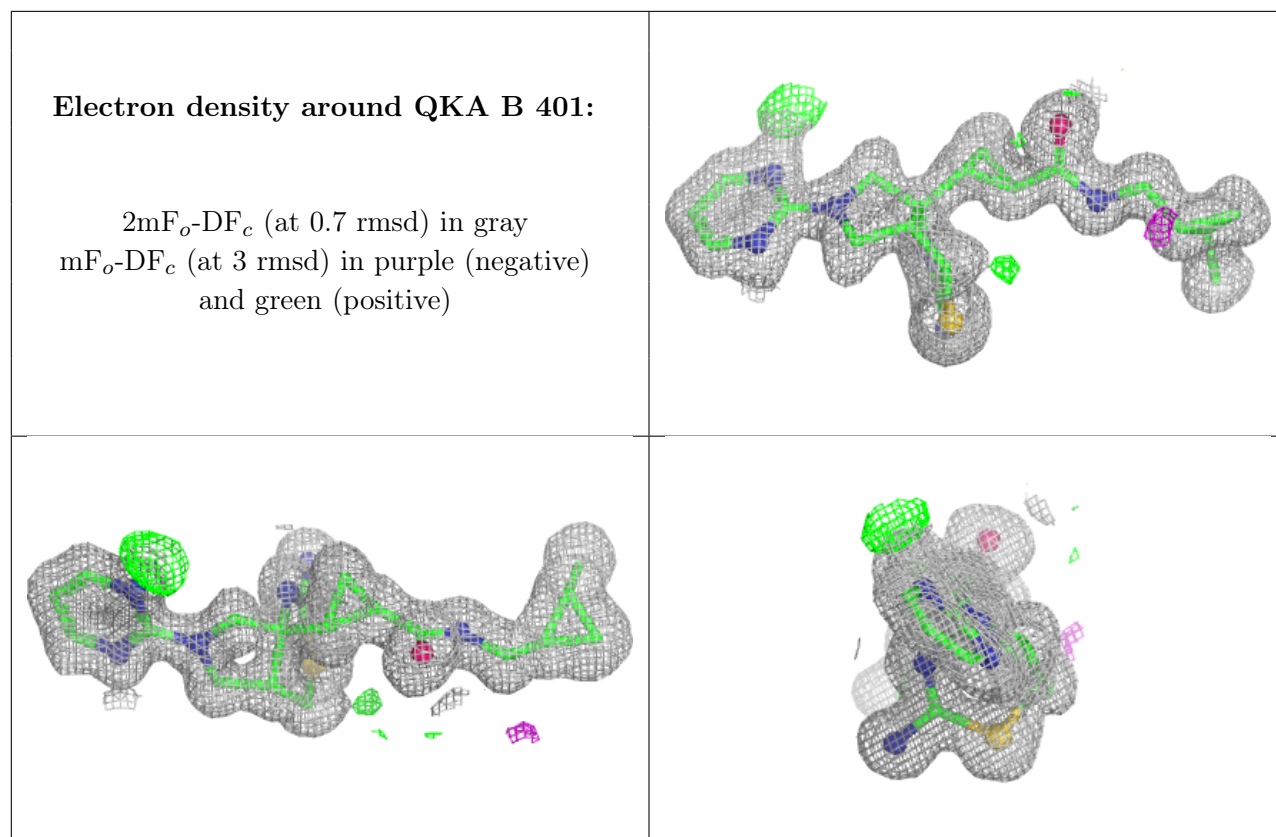 Electron density around QKA B 401:
2mFo-DFc (at 0.7 rmsd) in gray
mFo-DFc (at 3 rmsd) in purple (negative)
and green (positive)